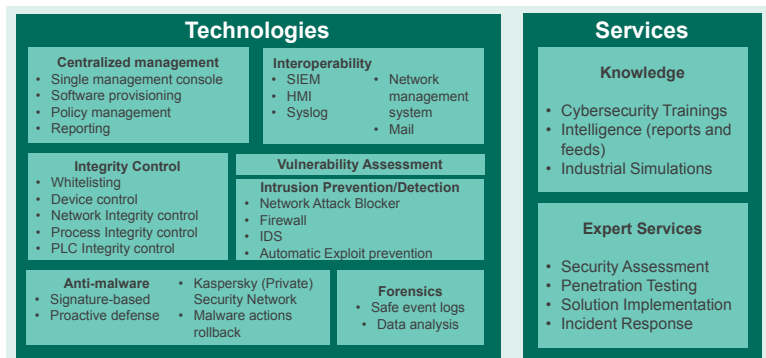 Technologies
Centralized management
• Single management console
• Software provisioning
• Policy management
• Reporting
Interoperability
• SIEM
• HMI
• Syslog
• Network
management
system
• Mail
Integrity Control
• Whitelisting
• Device control
• Network Integrity control
• Process Integrity control
• PLC Integrity control
Vulnerability Assessment
Intrusion Prevention/Detection
• Network Attack Blocker
• Firewall
• IDS
• Automatic Exploit prevention
Anti-malware
• Signature-based
• Proactive defense
• Kaspersky (Private)
Security Network
• Malware actions
rollback
Forensics
• Safe event logs
• Data analysis
Services
Knowledge
• Cybersecurity Trainings
• Intelligence (reports and
feeds)
• Industrial Simulations
Expert Services
• Security Assessment
• Penetration Testing
• Solution Implementation
• Incident Response